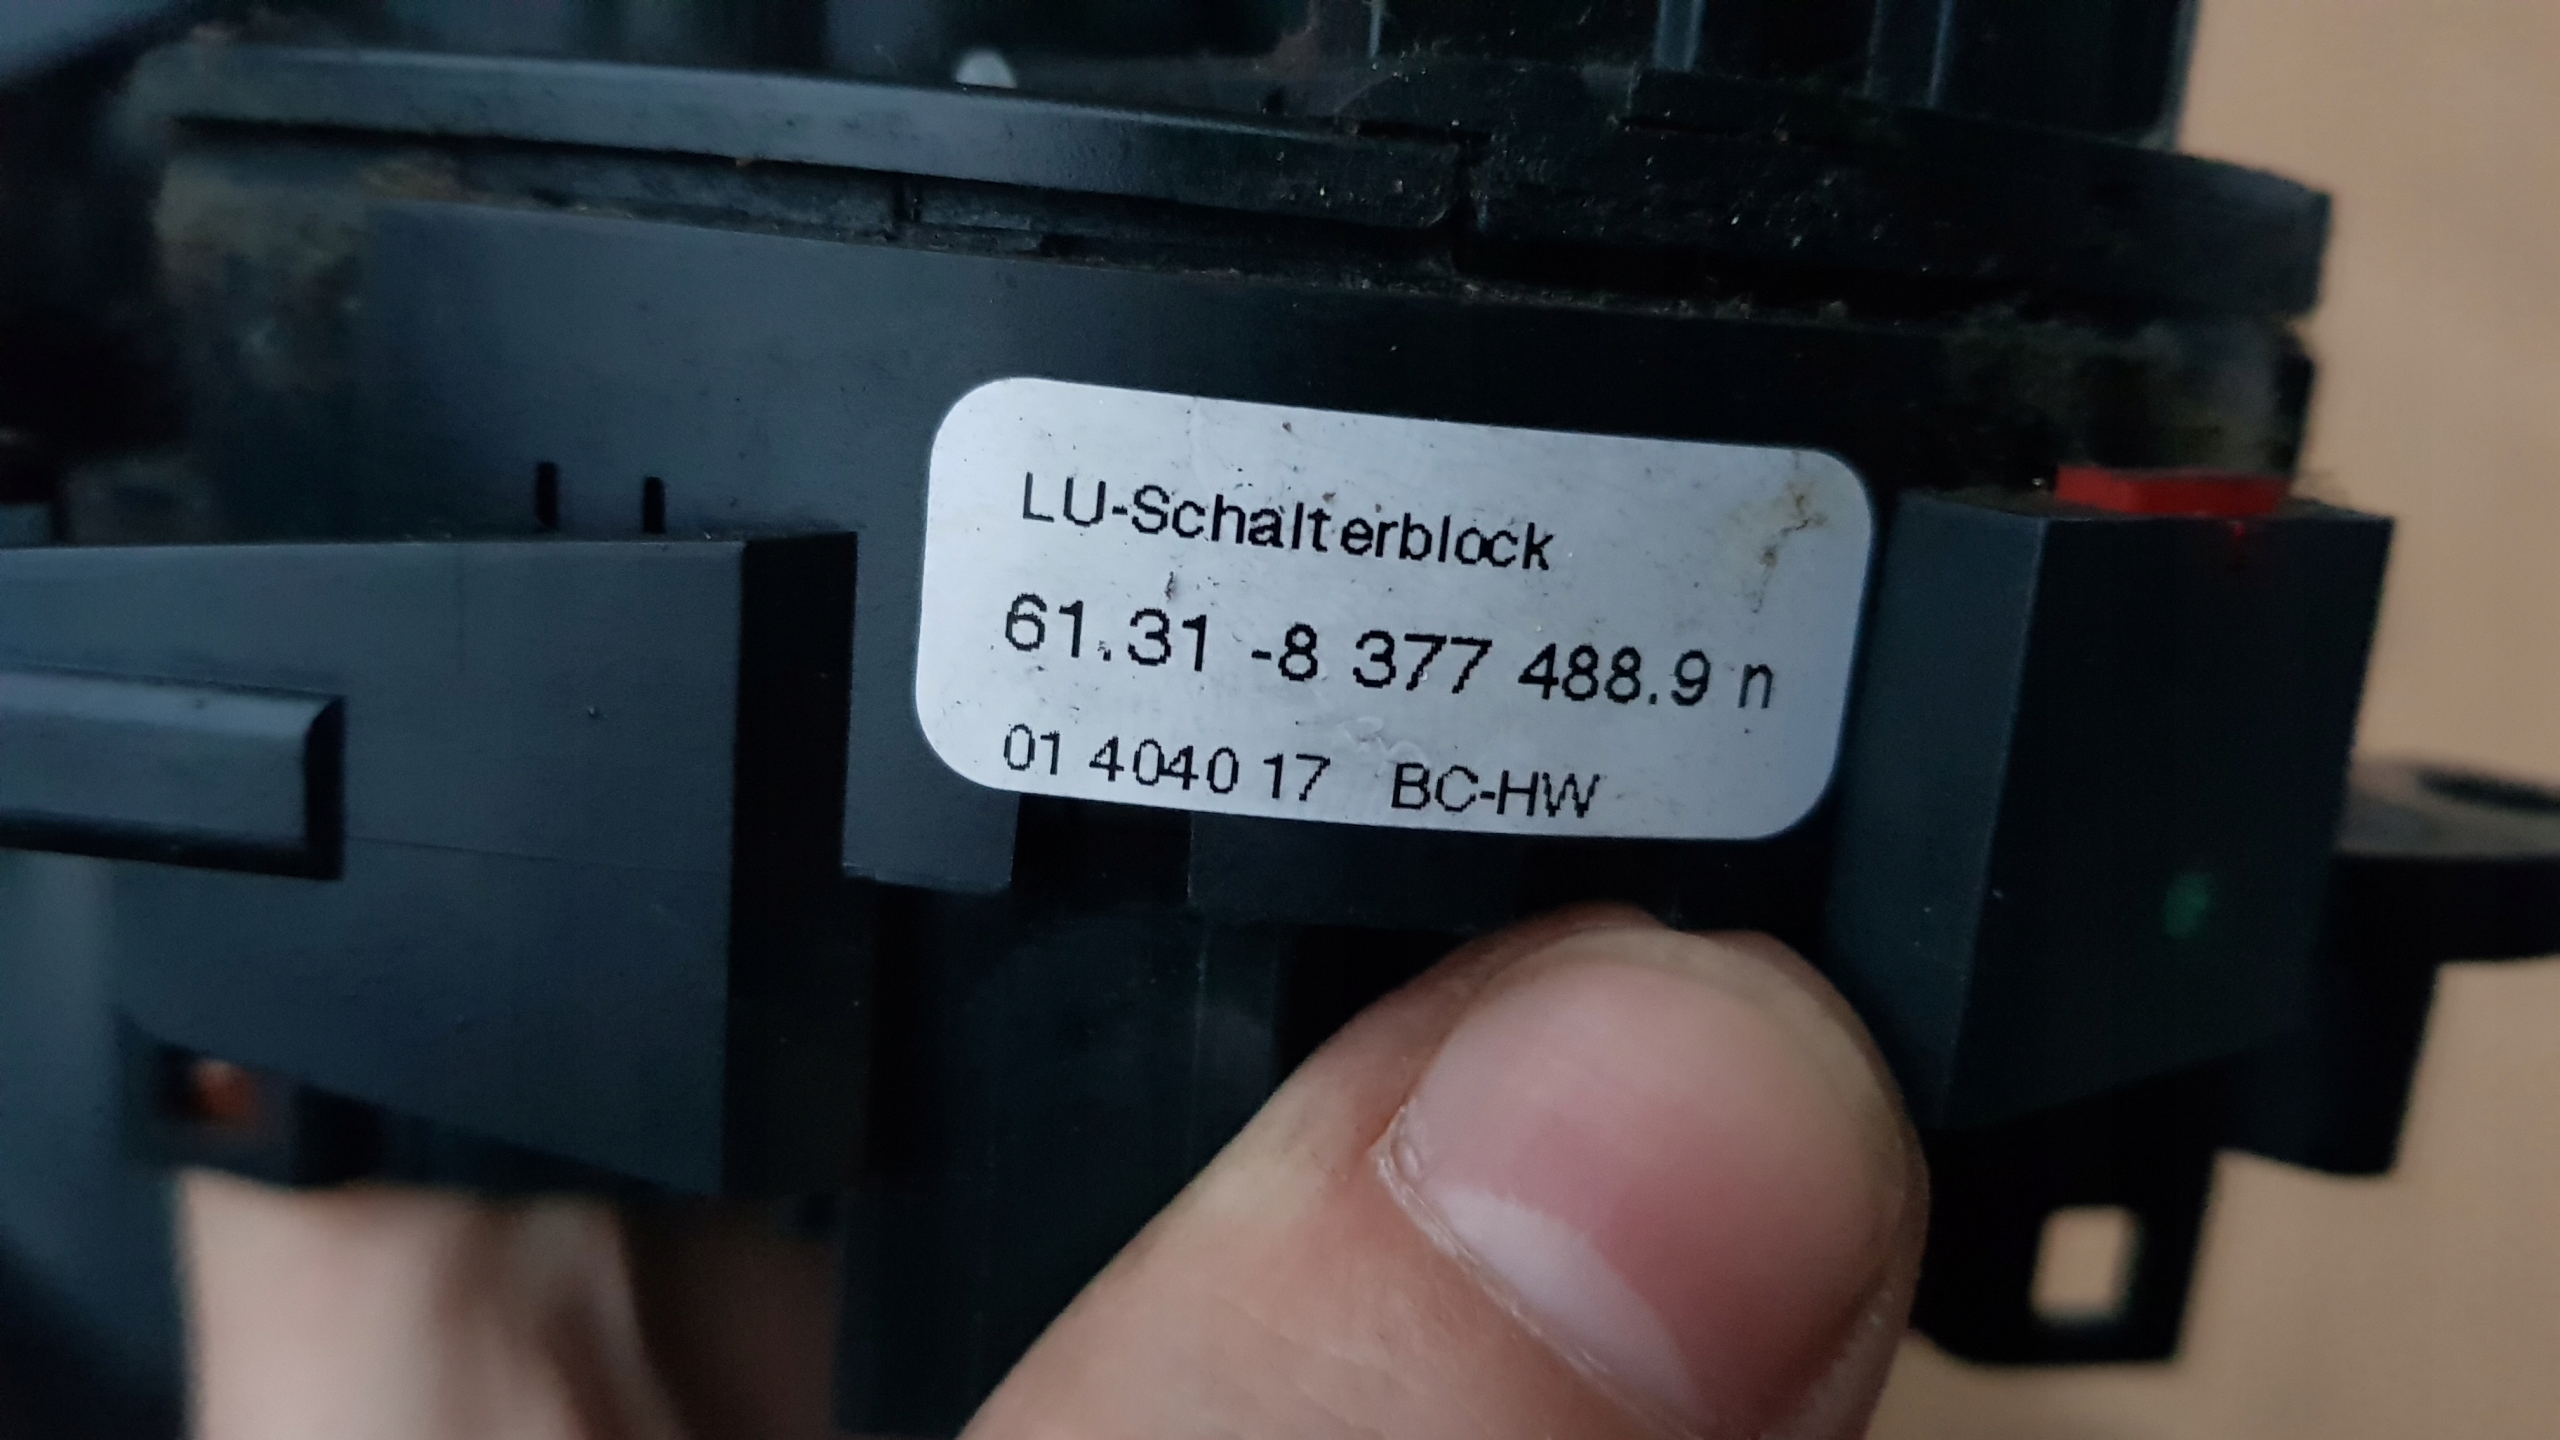 LU-Schalterblock
61.31 -8 377 488.9 n
01 4040 17 BC-HW